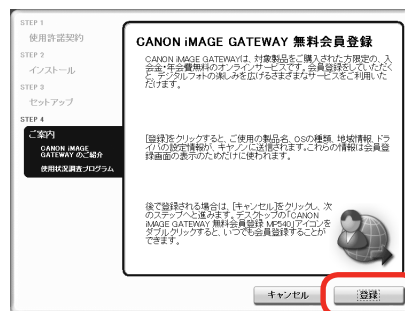 STEP 1
使用許諾契約
STEP 2
インストール
STEP 3
セットアップ
STEP 4
ご案内
CANON iMAGE
GATEWAY のご紹介
使用状況調査プログラム
CANON iMAGE GATEWAY 無料会員登録
CANON iMAGE GATEWAYは、対象製品をご購入された方限定の、入
会金・年会費無料のオンラインサービスです。会員登録をしていただく
と、デジタルフォトの楽しみを広げるさまざまなサービスをご利用いた
だけます。
[登録]をクリックすると、ご使用の製品名、OSの種類、地域情報、ドラ
イバの設定情報が、キヤノンに送信されます。これらの情報は会員登
録画面の表示のためだけに使われます。
後で登録される場合は、[キャンセル]をクリックし、次
のステップへと進みます。デスクトップの「CANON
iMAGE GATEWAY 無料会員登録 MP540」アイコンを
ダブルクリックすると、いつでも会員登録することが
できます。
キャンセル
登録